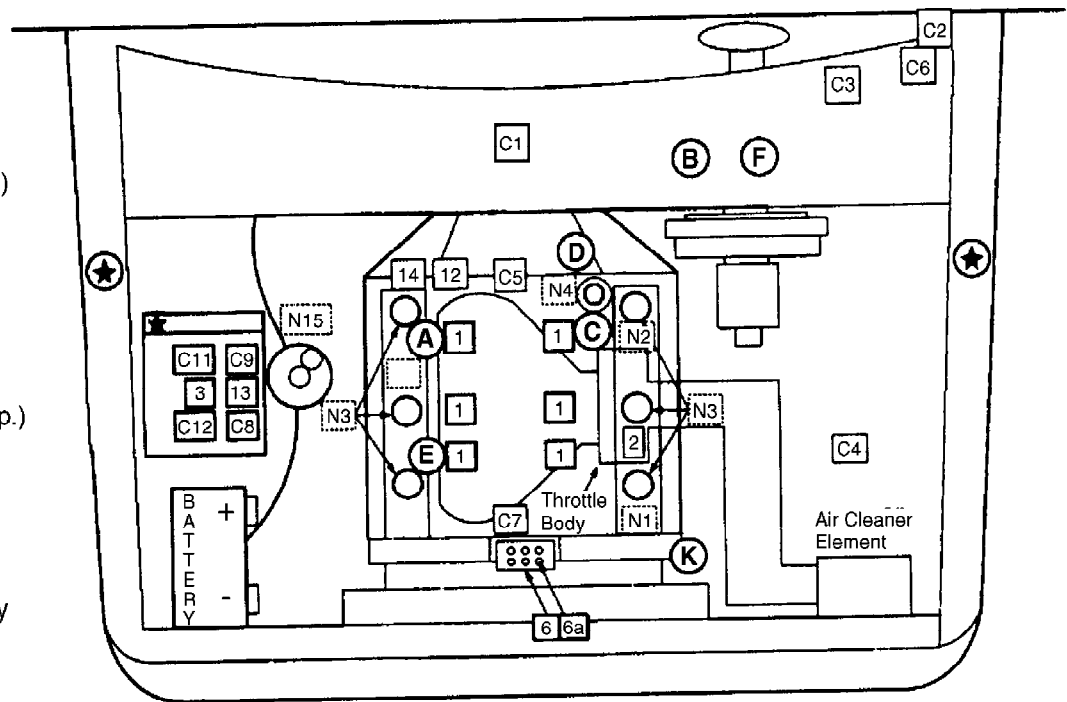 C2
C6
C3
C1
B
F
)
D
14
12
C5
N4
O
N15
A
1
1
C
N2
C11
C9
3
13
C12
C8
N3
1
1
N3
p.)
E
1
1
2
C4
BATTERY
+
-
C7
Throttle
Body
N1
Air Cleaner
Element
K
6
6a
y